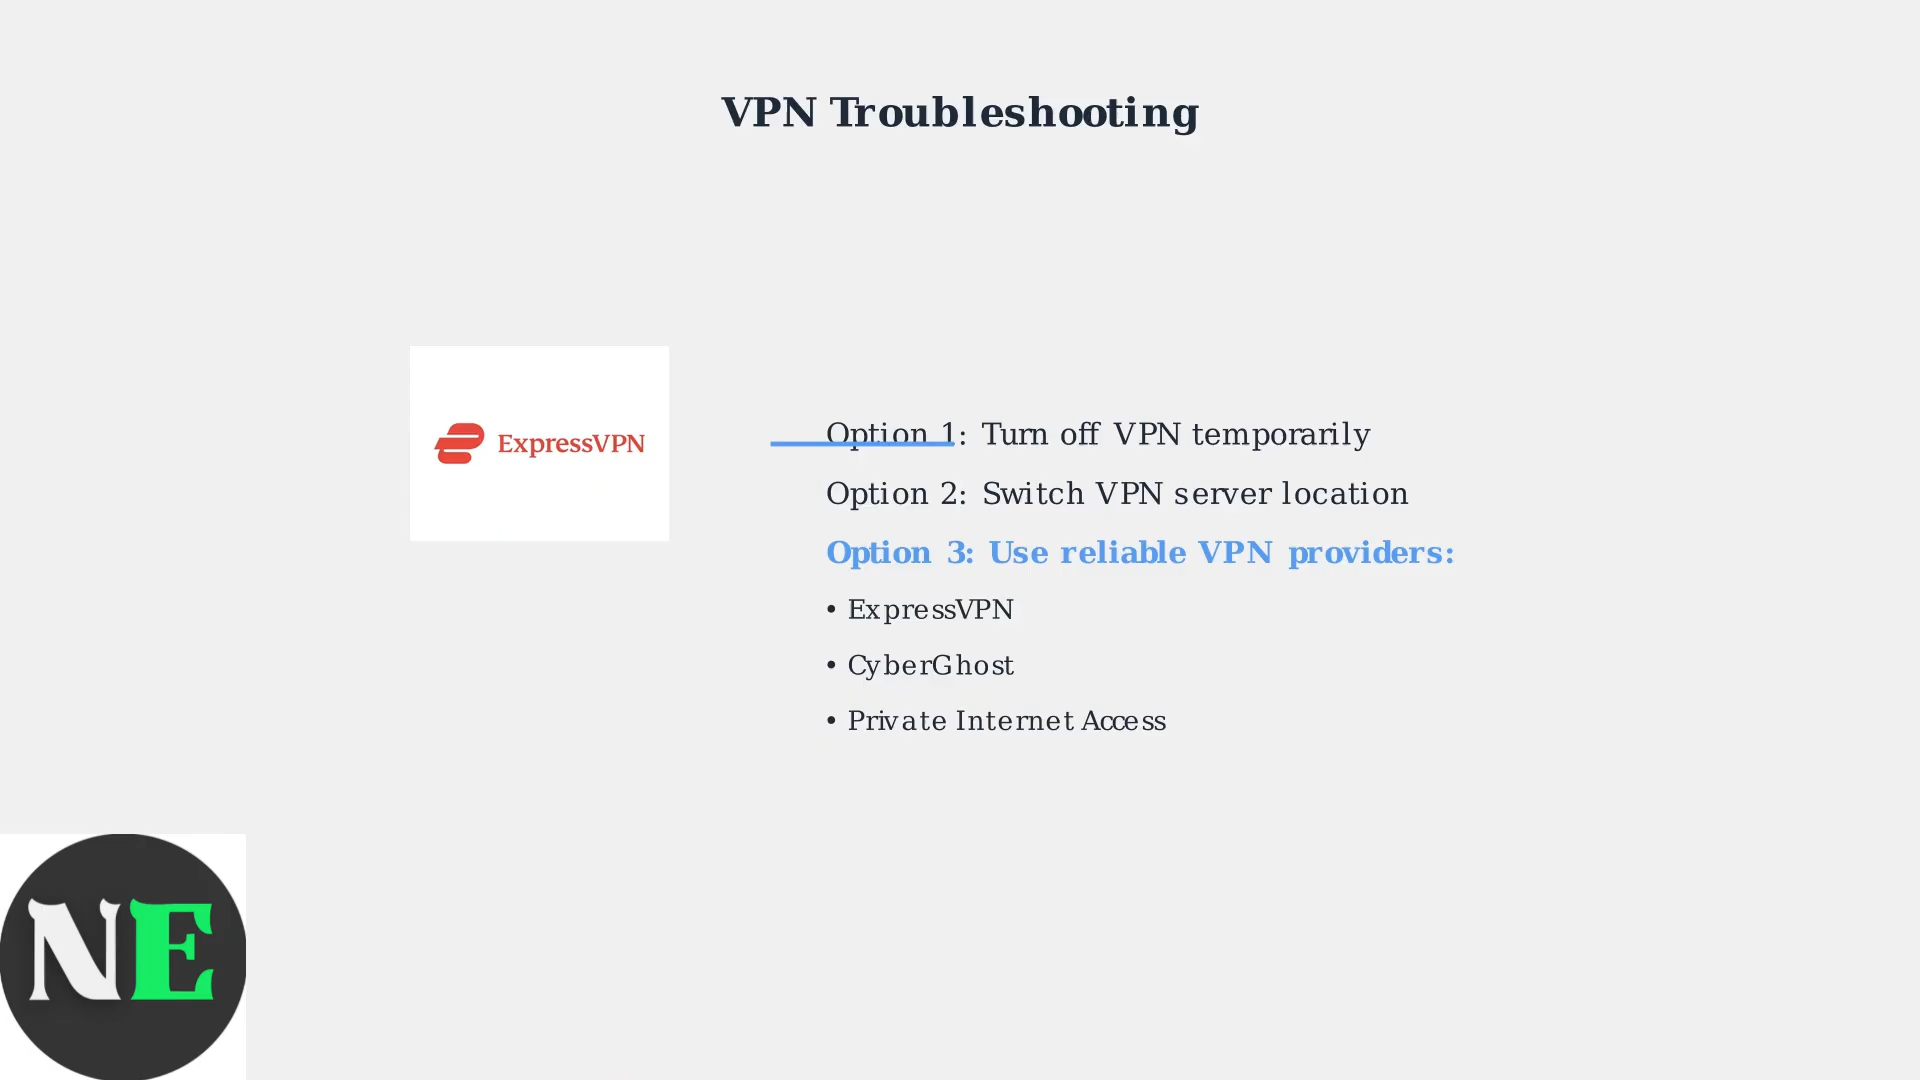 VPN Troubleshooting
ExpressVPN
Option 1: Turn off VPN temporarily
Option 2: Switch VPN server location
Option 3: Use reliable VPN providers:
• ExpressVPN
• CyberGhost
• Private Internet Access
NE